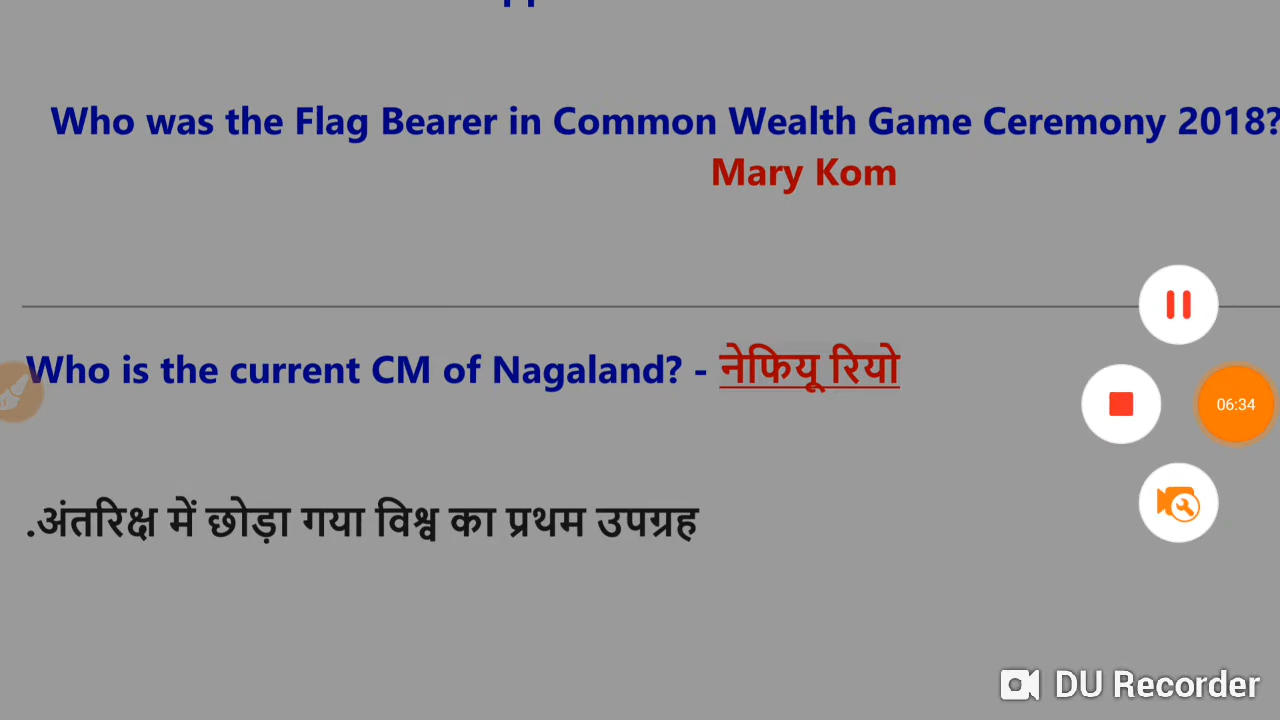 Who was the Flag Bearer in Common Wealth Game Ceremony 2018?
Mary Kom
Who is the current CM of Nagaland? - नेफियू रियो
06:34
.अंतरिक्ष में छोड़ा गया विश्व का प्रथम उपग्रह
DU Recorder